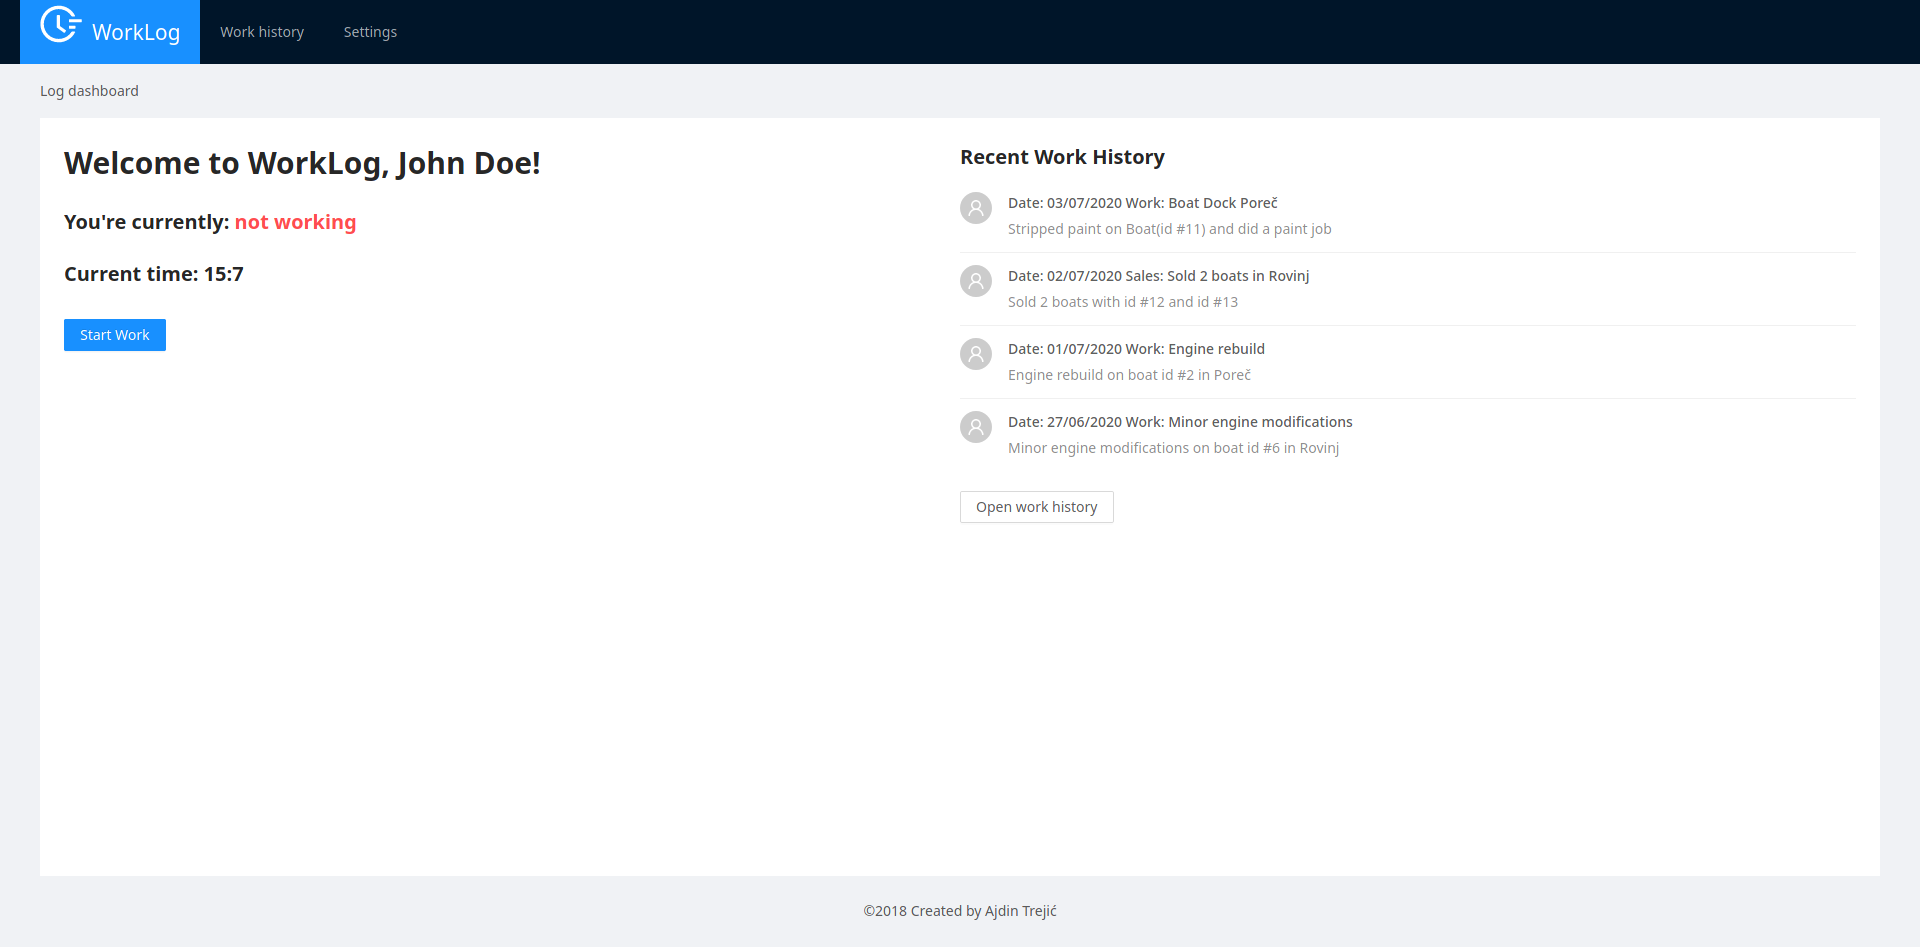 WorkLog
Work history
Settings
Log dashboard
Welcome to WorkLog, John Doe!
You're currently: not working
Current time: 15:7
Start Work
Recent Work History
Date: 03/07/2020 Work: Boat Dock Poreč
Stripped paint on Boat(id #11) and did a paint job
Date: 02/07/2020 Sales: Sold 2 boats in Rovinj
Sold 2 boats with id #12 and id #13
Date: 01/07/2020 Work: Engine rebuild
Engine rebuild on boat id #2 in Poreč
Date: 27/06/2020 Work: Minor engine modifications
Minor engine modifications on boat id #6 in Rovinj
Open work history
©2018 Created by Ajdin Trejić